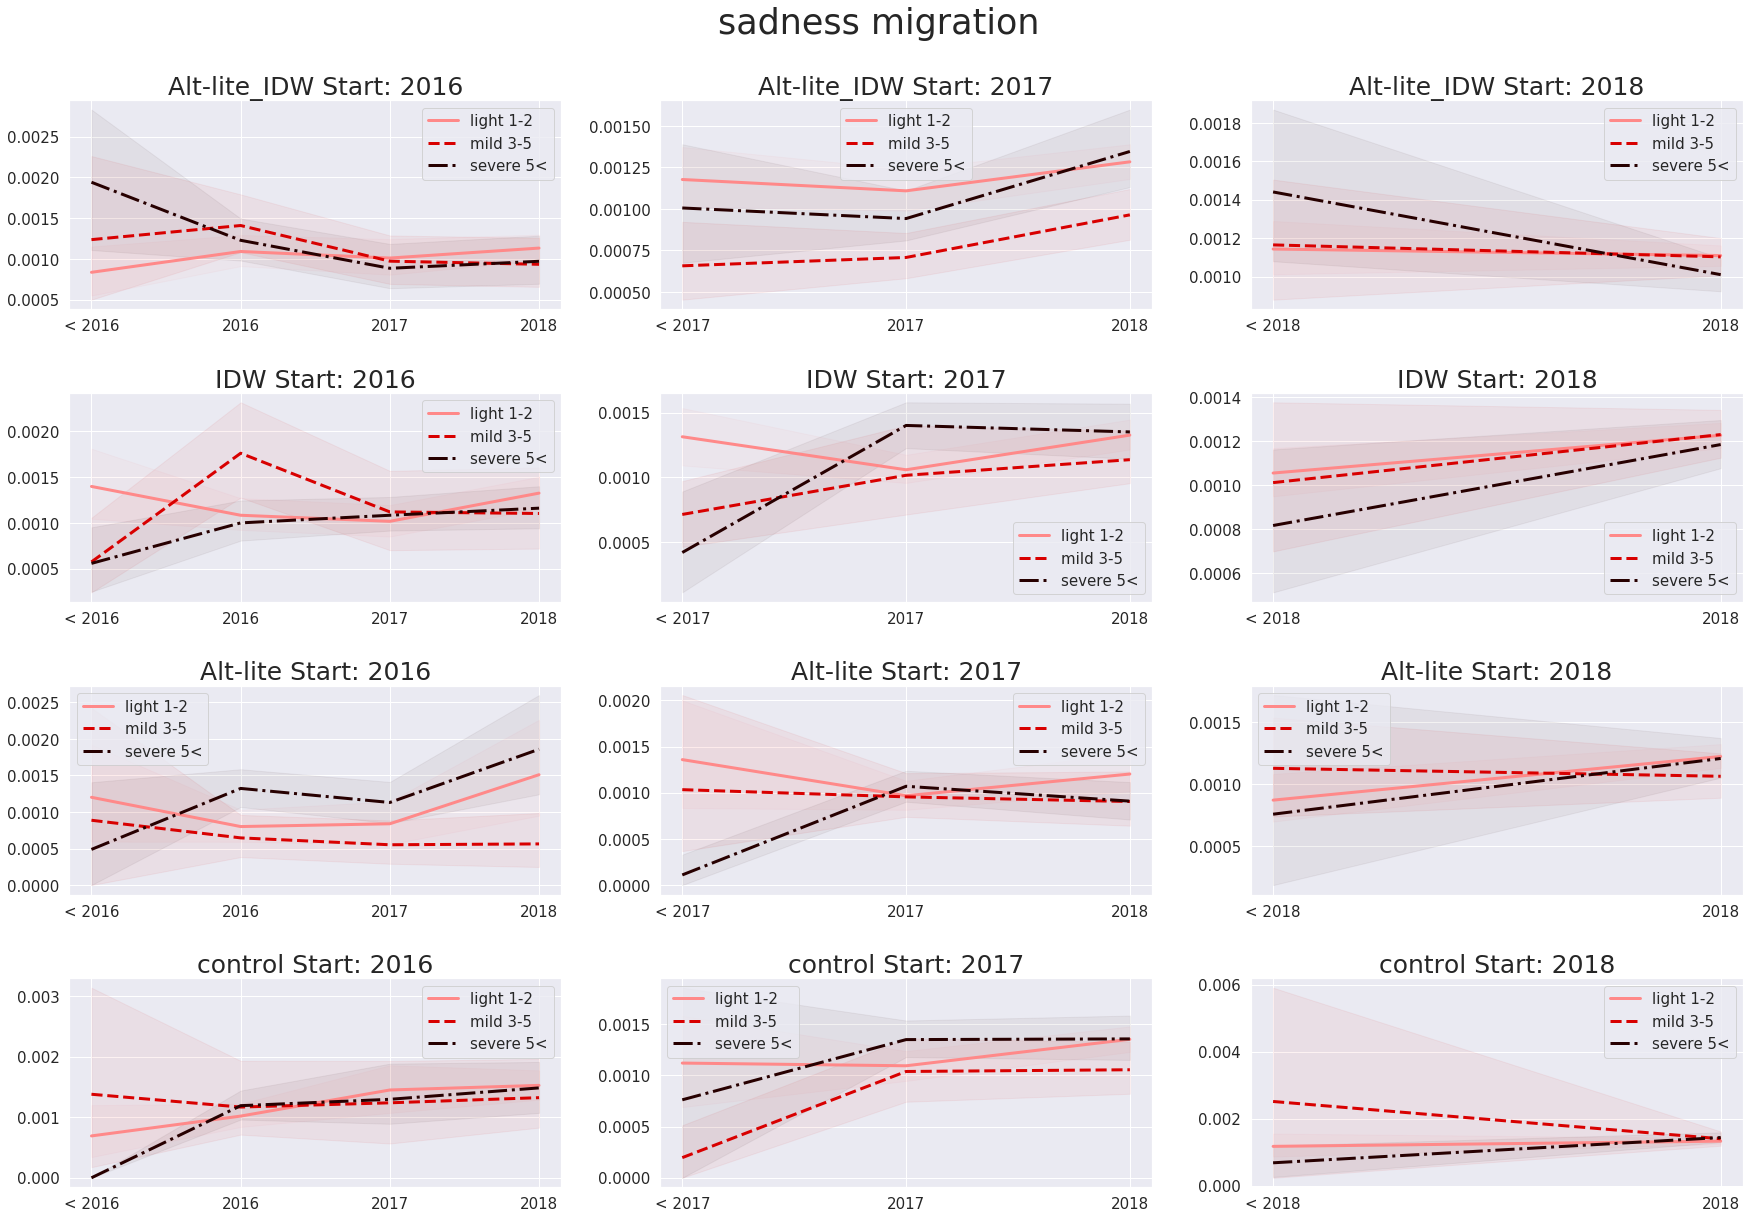 sadness migration
Alt-lite_IDW Start: 2016
light 1-2
mild 3-5
severe 5<
0.0025
0.0020
0.0015
0.0010
0.0005
< 2016 2016 2017 2018
Alt-lite_IDW Start: 2017
light 1-2
mild 3-5
severe 5<
0.00150
0.00125
0.00100
0.00075
0.00050
< 2017 2017 2018
Alt-lite_IDW Start: 2018
light 1-2
mild 3-5
severe 5<
0.0018
0.0016
0.0014
0.0012
0.0010
< 2018 2018
IDW Start: 2016
light 1-2
mild 3-5
severe 5<
0.0020
0.0015
0.0010
0.0005
< 2016 2016 2017 2018
IDW Start: 2017
0.0015
0.0010
0.0005
light 1-2
mild 3-5
severe 5<
< 2017 2017 2018
IDW Start: 2018
0.0014
0.0012
0.0010
0.0008
0.0006
light 1-2
mild 3-5
severe 5<
< 2018 2018
Alt-lite Start: 2016
light 1-2
mild 3-5
severe 5<
0.0025
0.0020
0.0015
0.0010
0.0005
0.0000
< 2016 2016 2017 2018
Alt-lite Start: 2017
light 1-2
mild 3-5
severe 5<
0.0020
0.0015
0.0010
0.0005
0.0000
< 2017 2017 2018
Alt-lite Start: 2018
light 1-2
mild 3-5
severe 5<
0.0015
0.0010
0.0005
< 2018 2018
control Start: 2016
light 1-2
mild 3-5
severe 5<
0.003
0.002
0.001
0.000
< 2016 2016 2017 2018
control Start: 2017
light 1-2
mild 3-5
severe 5<
0.0015
0.0010
0.0005
0.0000
< 2017 2017 2018
control Start: 2018
light 1-2
mild 3-5
severe 5<
0.006
0.004
0.002
0.000
< 2018 2018